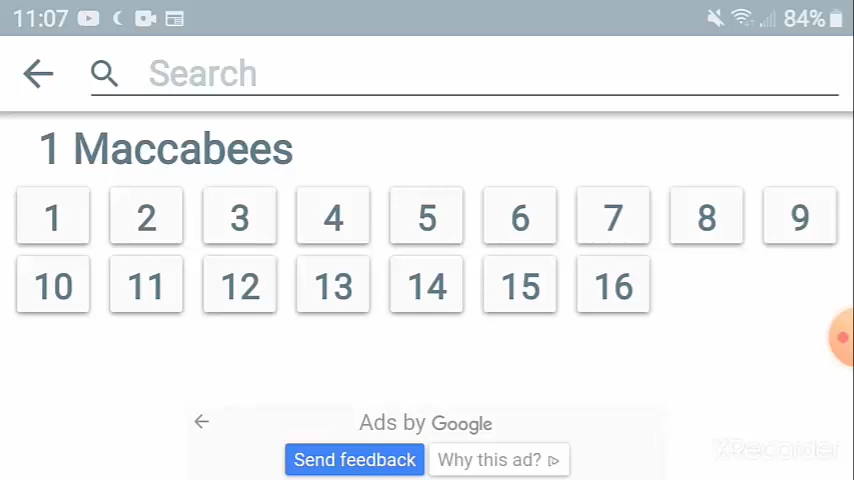 11:07 84%
Search
1 Maccabees
1 2 3 4 5 6 7 8 9
10 11 12 13 14 15 16
Ads by Google
Send feedback Why this ad?
XRecorder